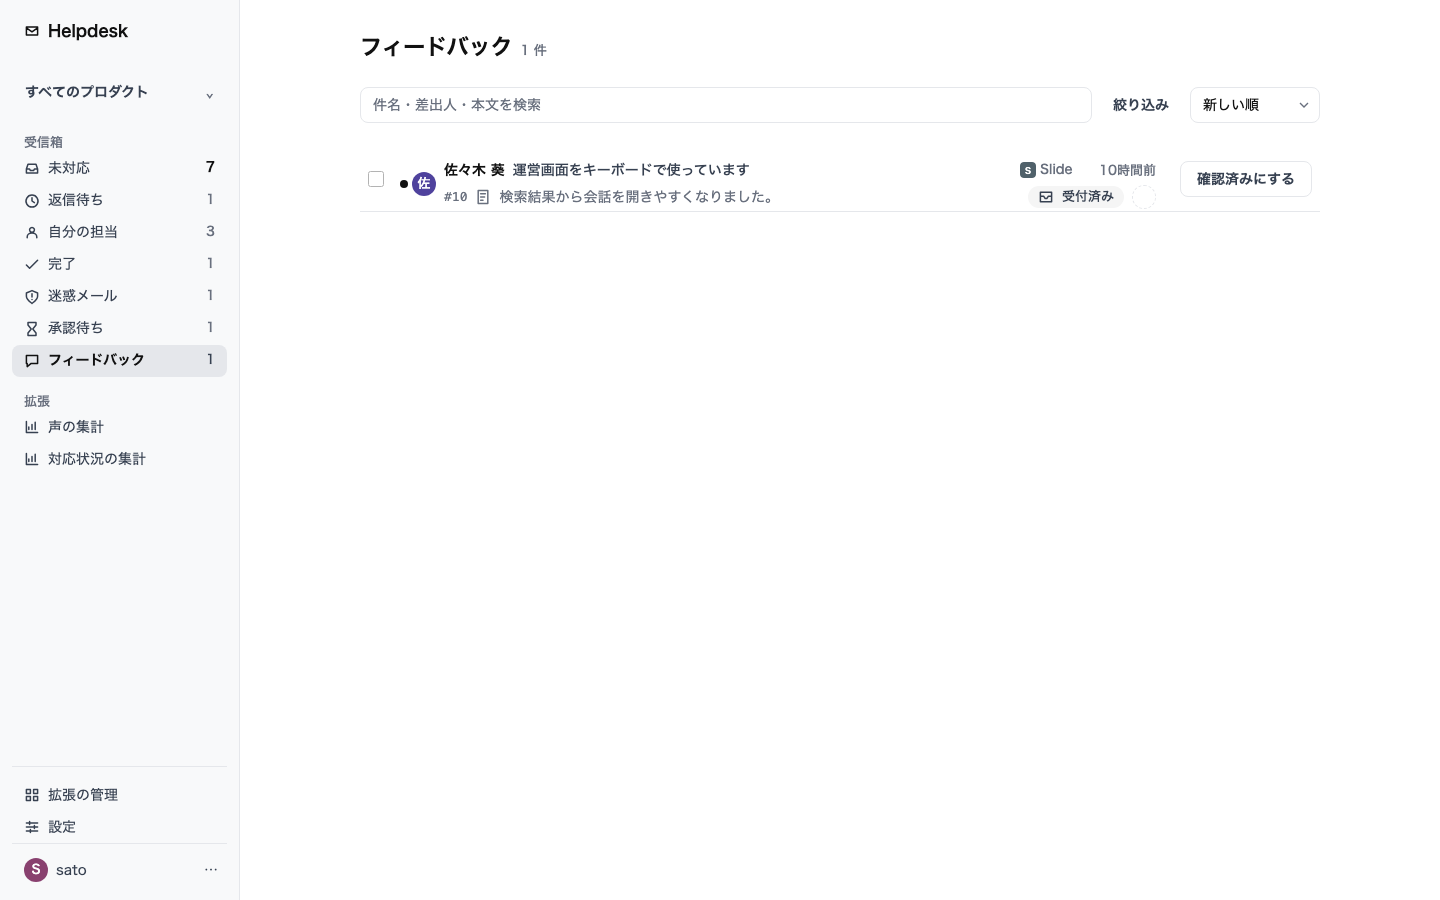 Helpdesk
すべてのプロダクト
受信箱
未対応 7
返信待ち 1
自分の担当 3
完了 1
迷惑メール 1
承認待ち 1
フィードバック 1
拡張
声の集計
対応状況の集計
拡張の管理
設定
S sato ...
フィードバック 1 件
件名・差出人・本文を検索 絞り込み 新しい順
佐 佐々木 葵 運営画面をキーボードで使っています S Slide 10時間前 確認済みにする
#10 検索結果から会話を開きやすくなりました。 受付済み